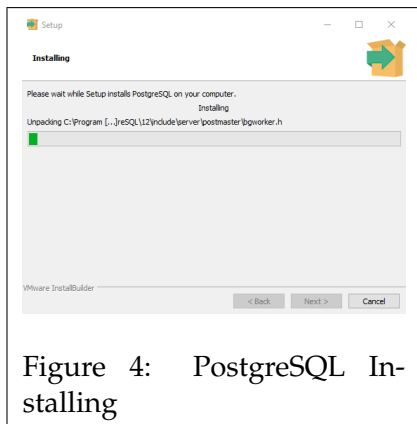 Setup
Installing
Please wait while Setup installs PostgreSQL on your computer.
Installing
Unpacking C:\Program [...]reSQL\12\include\server\postmaster\bgworker.h
VMware InstallBuilder
< Back Next > Cancel
Figure 4: PostgreSQL In-
stalling